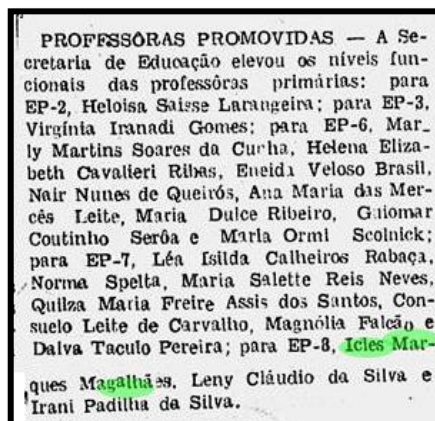 PROFESSÔRAS PROMOVIDAS — A Se-
cretaria de Educação elevou os níveis fun-
cionais das professôras primárias: para
EP-2, Heloisa Saisse Larangeira; para EP-3,
Virgínia Iranadi Gomes; para EP-6, Mar_
ly Martins Soares da Cunha, Helena Eliza-
beth Cavalieri Ribas, Eneida Veloso Brasil,
Nair Nunes de Queirós, Ana Maria das Mer-
cês Leite, Maria Dulce Ribeiro, Guiomar
Coutinho Serôa e Maria Ormi Scolnick;
para EP-7, Léa Isilda Calheiros Rabaça,
Norma Spelta, Maria Salette Reis Neves,
Quilza Maria Freire Assis dos Santos, Con-
suelo Leite de Carvalho, Magnólia Falcão e
Dalva Taculo Pereira; para EP-8, Icles Mar-
ques Magalhães, Leny Cláudio da Silva e
Irani Padilha da Silva.